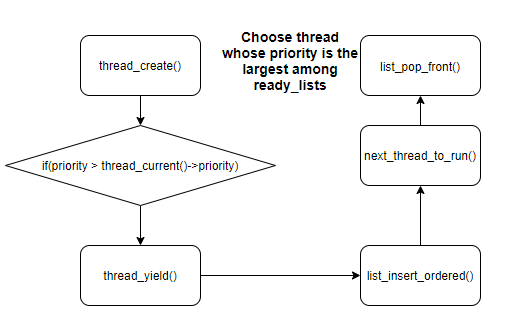 Choose thread
whose priority is the
largest among
ready_lists
thread_create()
list_pop_front()
if(priority > thread_current()->priority)
next_thread_to_run()
thread_yield()
list_insert_ordered()